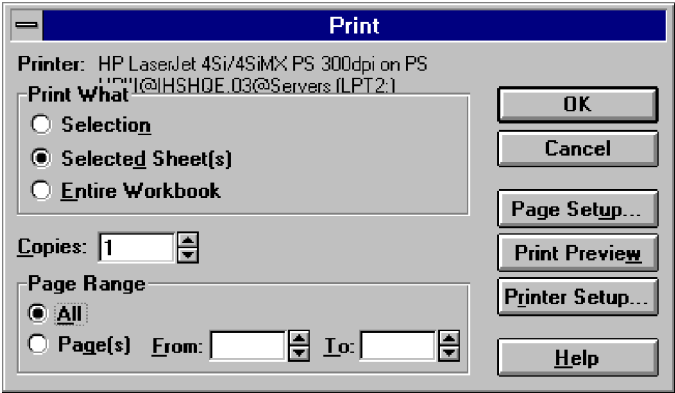 Print
Printer: HP LaserJet 4Si/4SiMX PS 300dpi on PS
(LPT2:)
Print What
Selection
Selected Sheet(s)
Entire Workbook
Copies: 1
Page Range
All
Page(s) From: To:
OK
Cancel
Page Setup...
Print Preview
Printer Setup...
Help